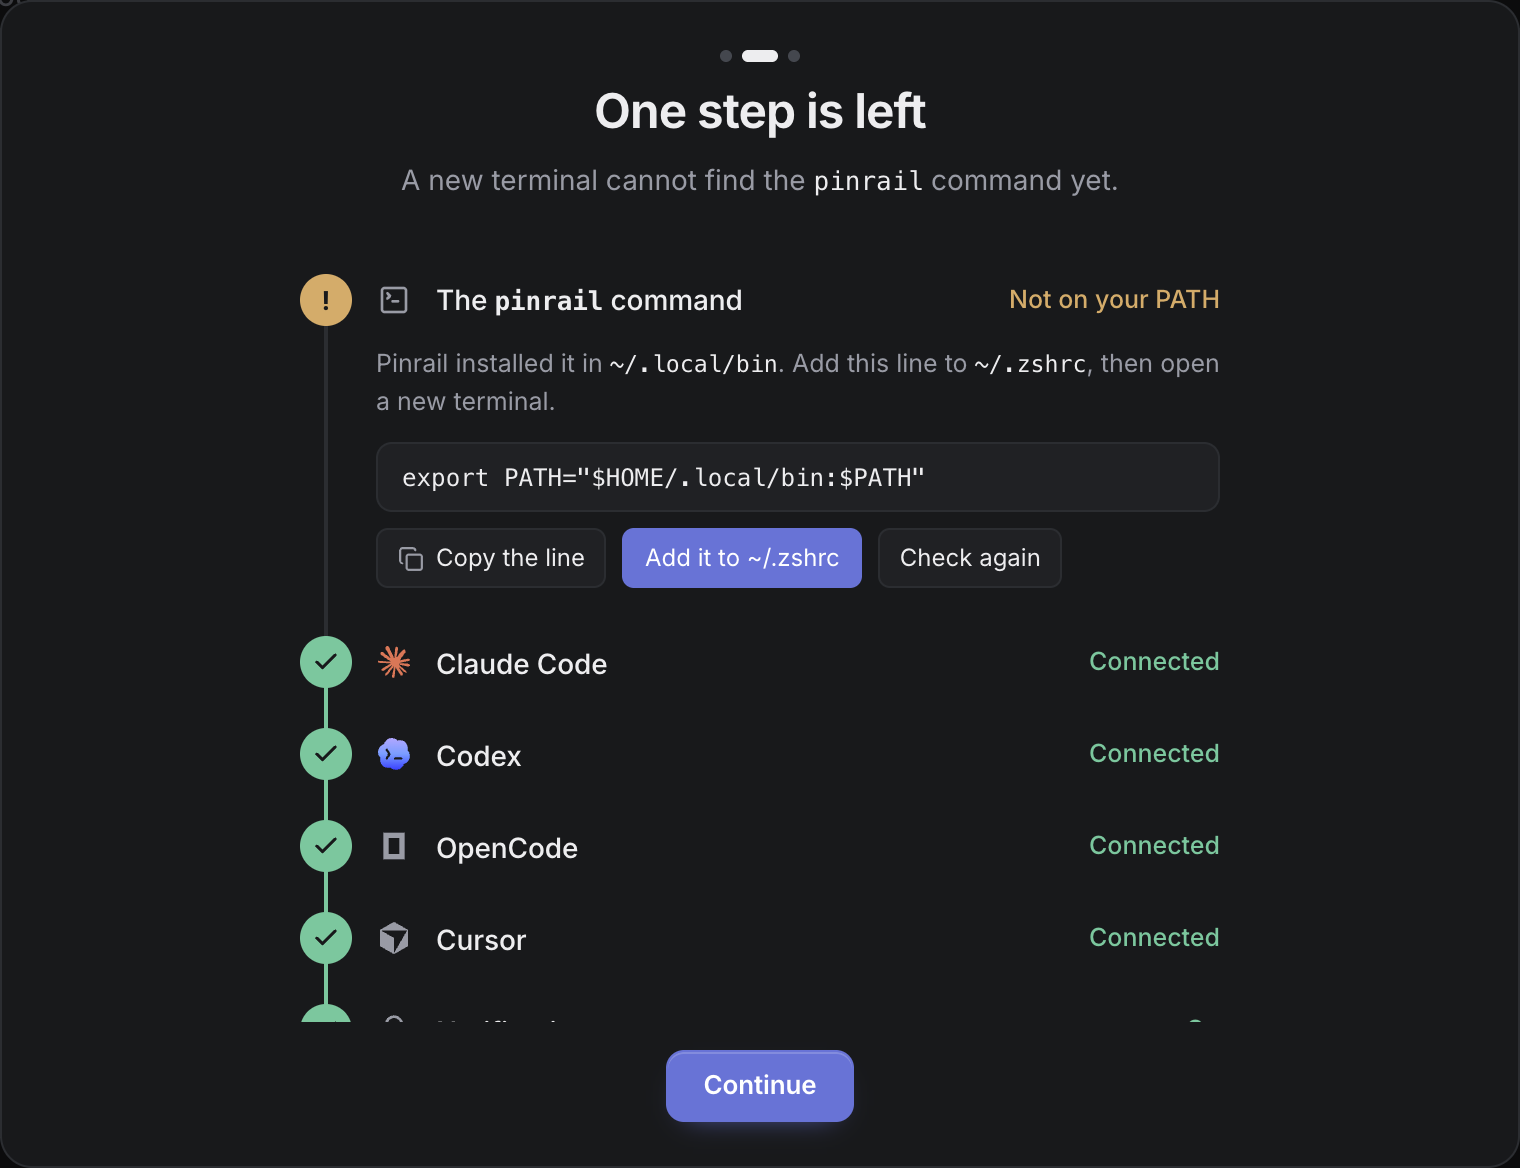 One step is left
A new terminal cannot find the pinrail command yet.
!
The pinrail command
Not on your PATH
Pinrail installed it in ~/.local/bin. Add this line to ~/.zshrc, then open
a new terminal.
export PATH="$HOME/.local/bin:$PATH"
Copy the line
Add it to ~/.zshrc
Check again
Claude Code
Connected
Codex
Connected
OpenCode
Connected
Cursor
Connected
Continue